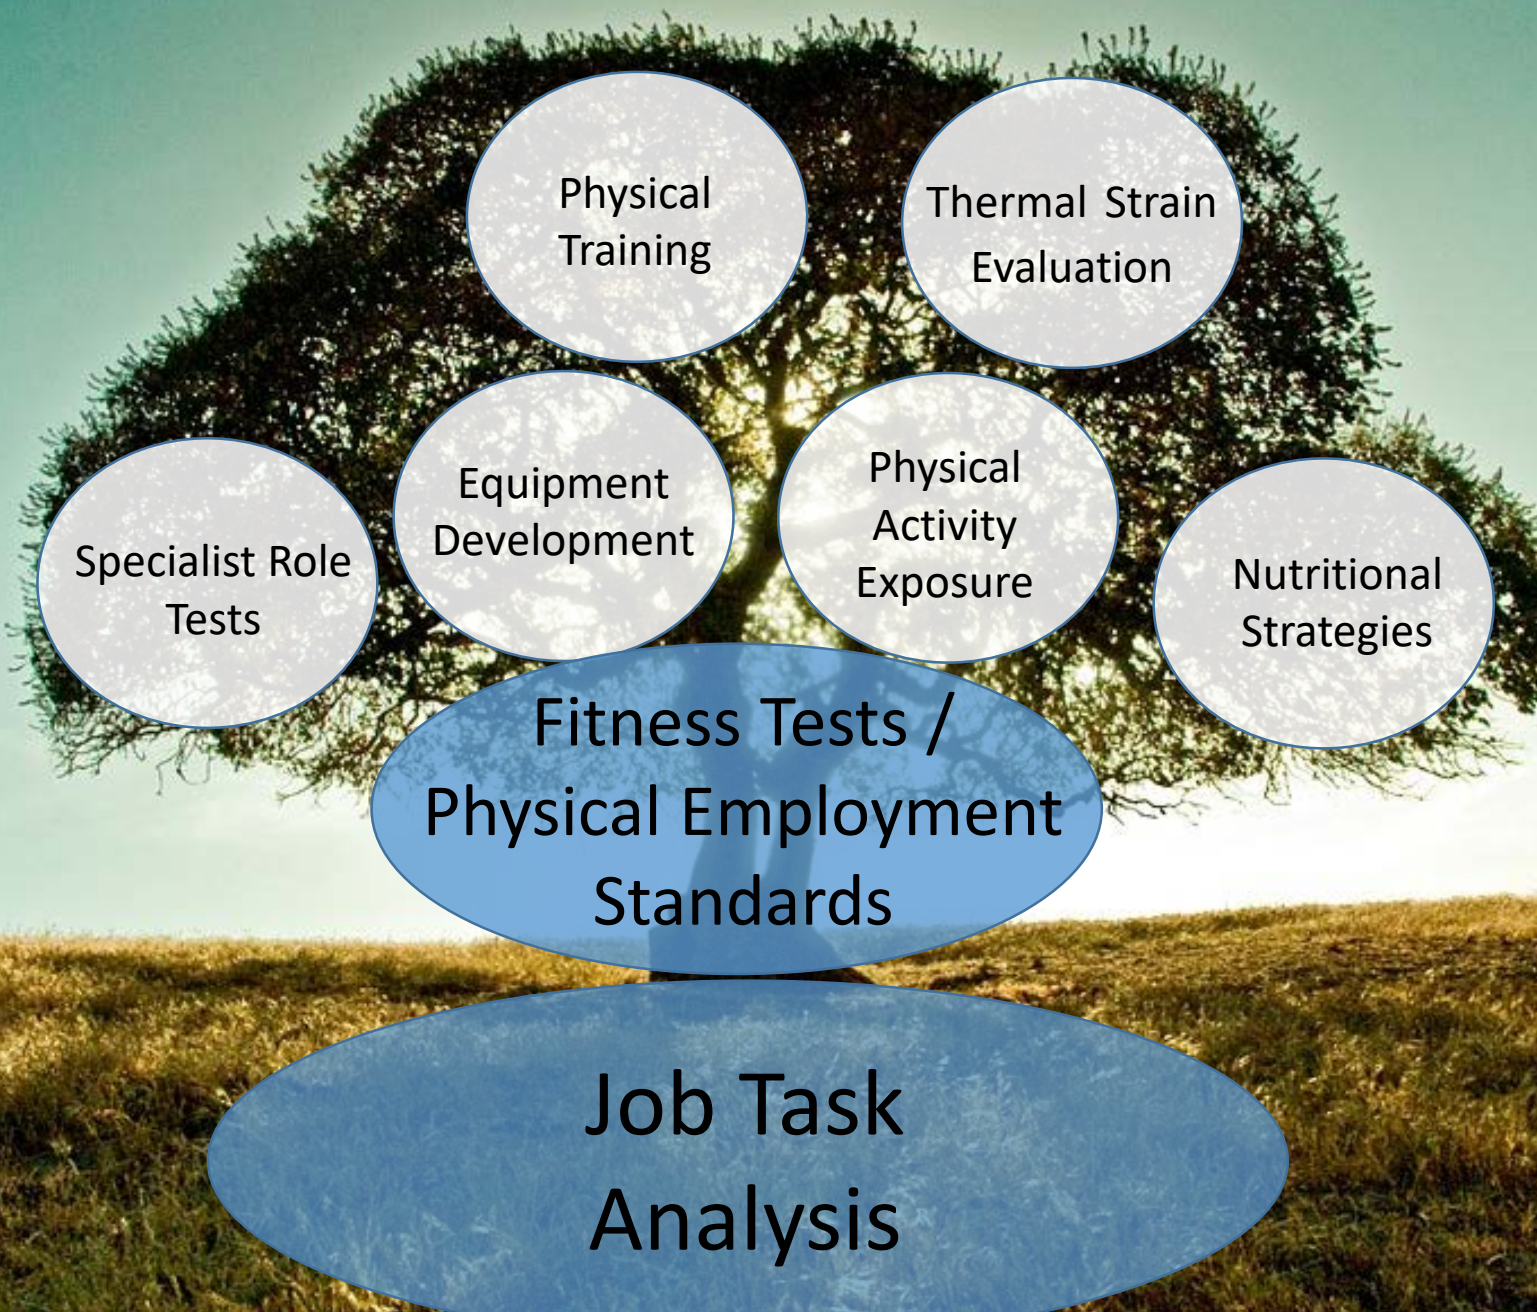 Physical
Training
Thermal Strain
Evaluation
Equipment
Development
Physical
Activity
Exposure
Specialist Role
Tests
Nutritional
Strategies
Fitness Tests /
Physical Employment
Standards
Job Task
Analysis